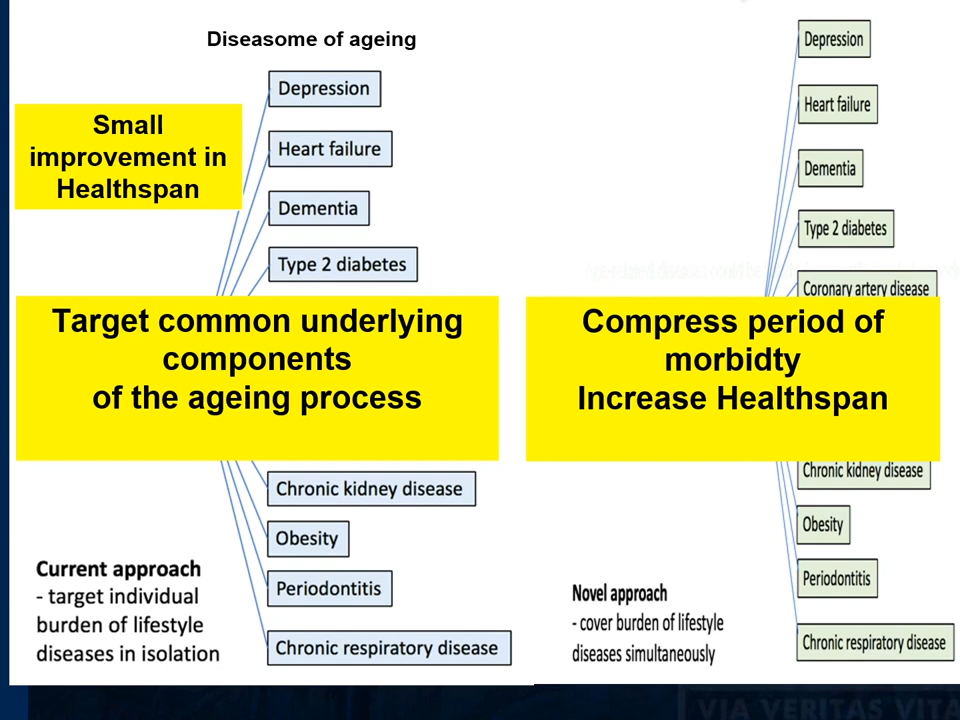 Diseasome of ageing
Depression
Heart failure
Dementia
Type 2 diabetes
Small
improvement in
Healthspan
Target common underlying
components
of the ageing process
Chronic kidney disease
Obesity
Periodontitis
Chronic respiratory disease
Current approach
- target individual
burden of lifestyle
diseases in isolation
Depression
Heart failure
Dementia
Type 2 diabetes
Coronary artery disease
Compress period of
morbidty
Increase Healthspan
Chronic kidney disease
Obesity
Periodontitis
Chronic respiratory disease
Novel approach
- cover burden of lifestyle
diseases simultaneously
VIA VERITAS VITA